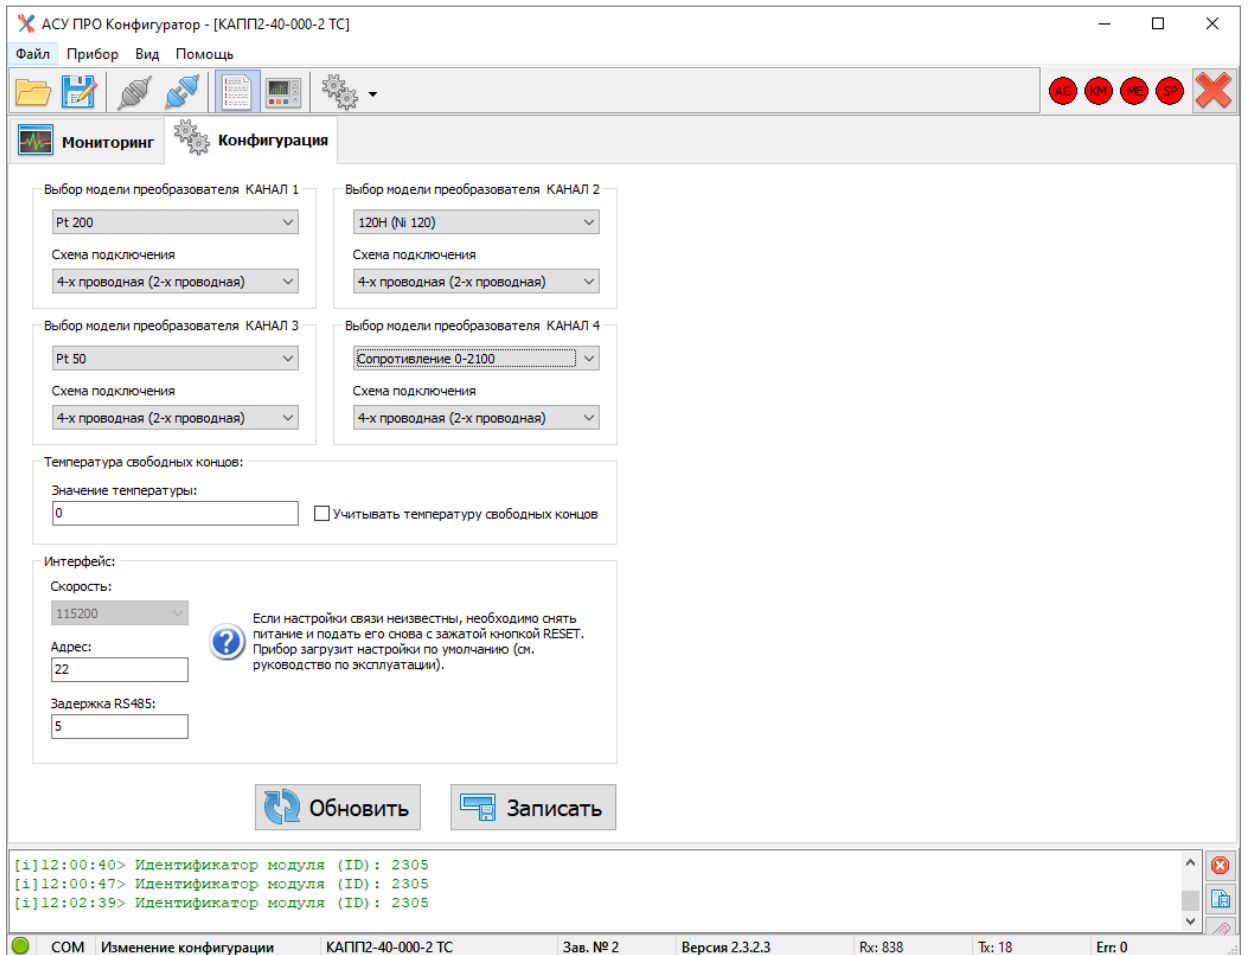 АСУ ПРО Конфигуратор - [КАПП2-40-000-2 ТС]
Файл Прибор Вид Помощь
AG KM ME SP
Мониторинг Конфигурация
Выбор модели преобразователя КАНАЛ 1
Выбор модели преобразователя КАНАЛ 2
Pt 200
120Н (Ni 120)
Схема подключения
Схема подключения
4-х проводная (2-х проводная)
4-х проводная (2-х проводная)
Выбор модели преобразователя КАНАЛ 3
Выбор модели преобразователя КАНАЛ 4
Pt 50
Сопротивление 0-2100
Схема подключения
Схема подключения
4-х проводная (2-х проводная)
4-х проводная (2-х проводная)
Температура свободных концов:
Значение температуры:
0
Учитывать температуру свободных концов
Интерфейс:
Скорость:
115200
Если настройки связи неизвестны, необходимо снять
питание и подать его снова с зажатой кнопкой RESET.
Прибор загрузит настройки по умолчанию (см.
руководство по эксплуатации).
Адрес:
22
Задержка RS485:
5
Обновить
Записать
[i]12:00:40> Идентификатор модуля (ID): 2305
[i]12:00:47> Идентификатор модуля (ID): 2305
[i]12:02:39> Идентификатор модуля (ID): 2305
COM Изменение конфигурации КАПП2-40-000-2 ТС Зав. № 2 Версия 2.3.2.3 Rx: 838 Tx: 18 Err: 0